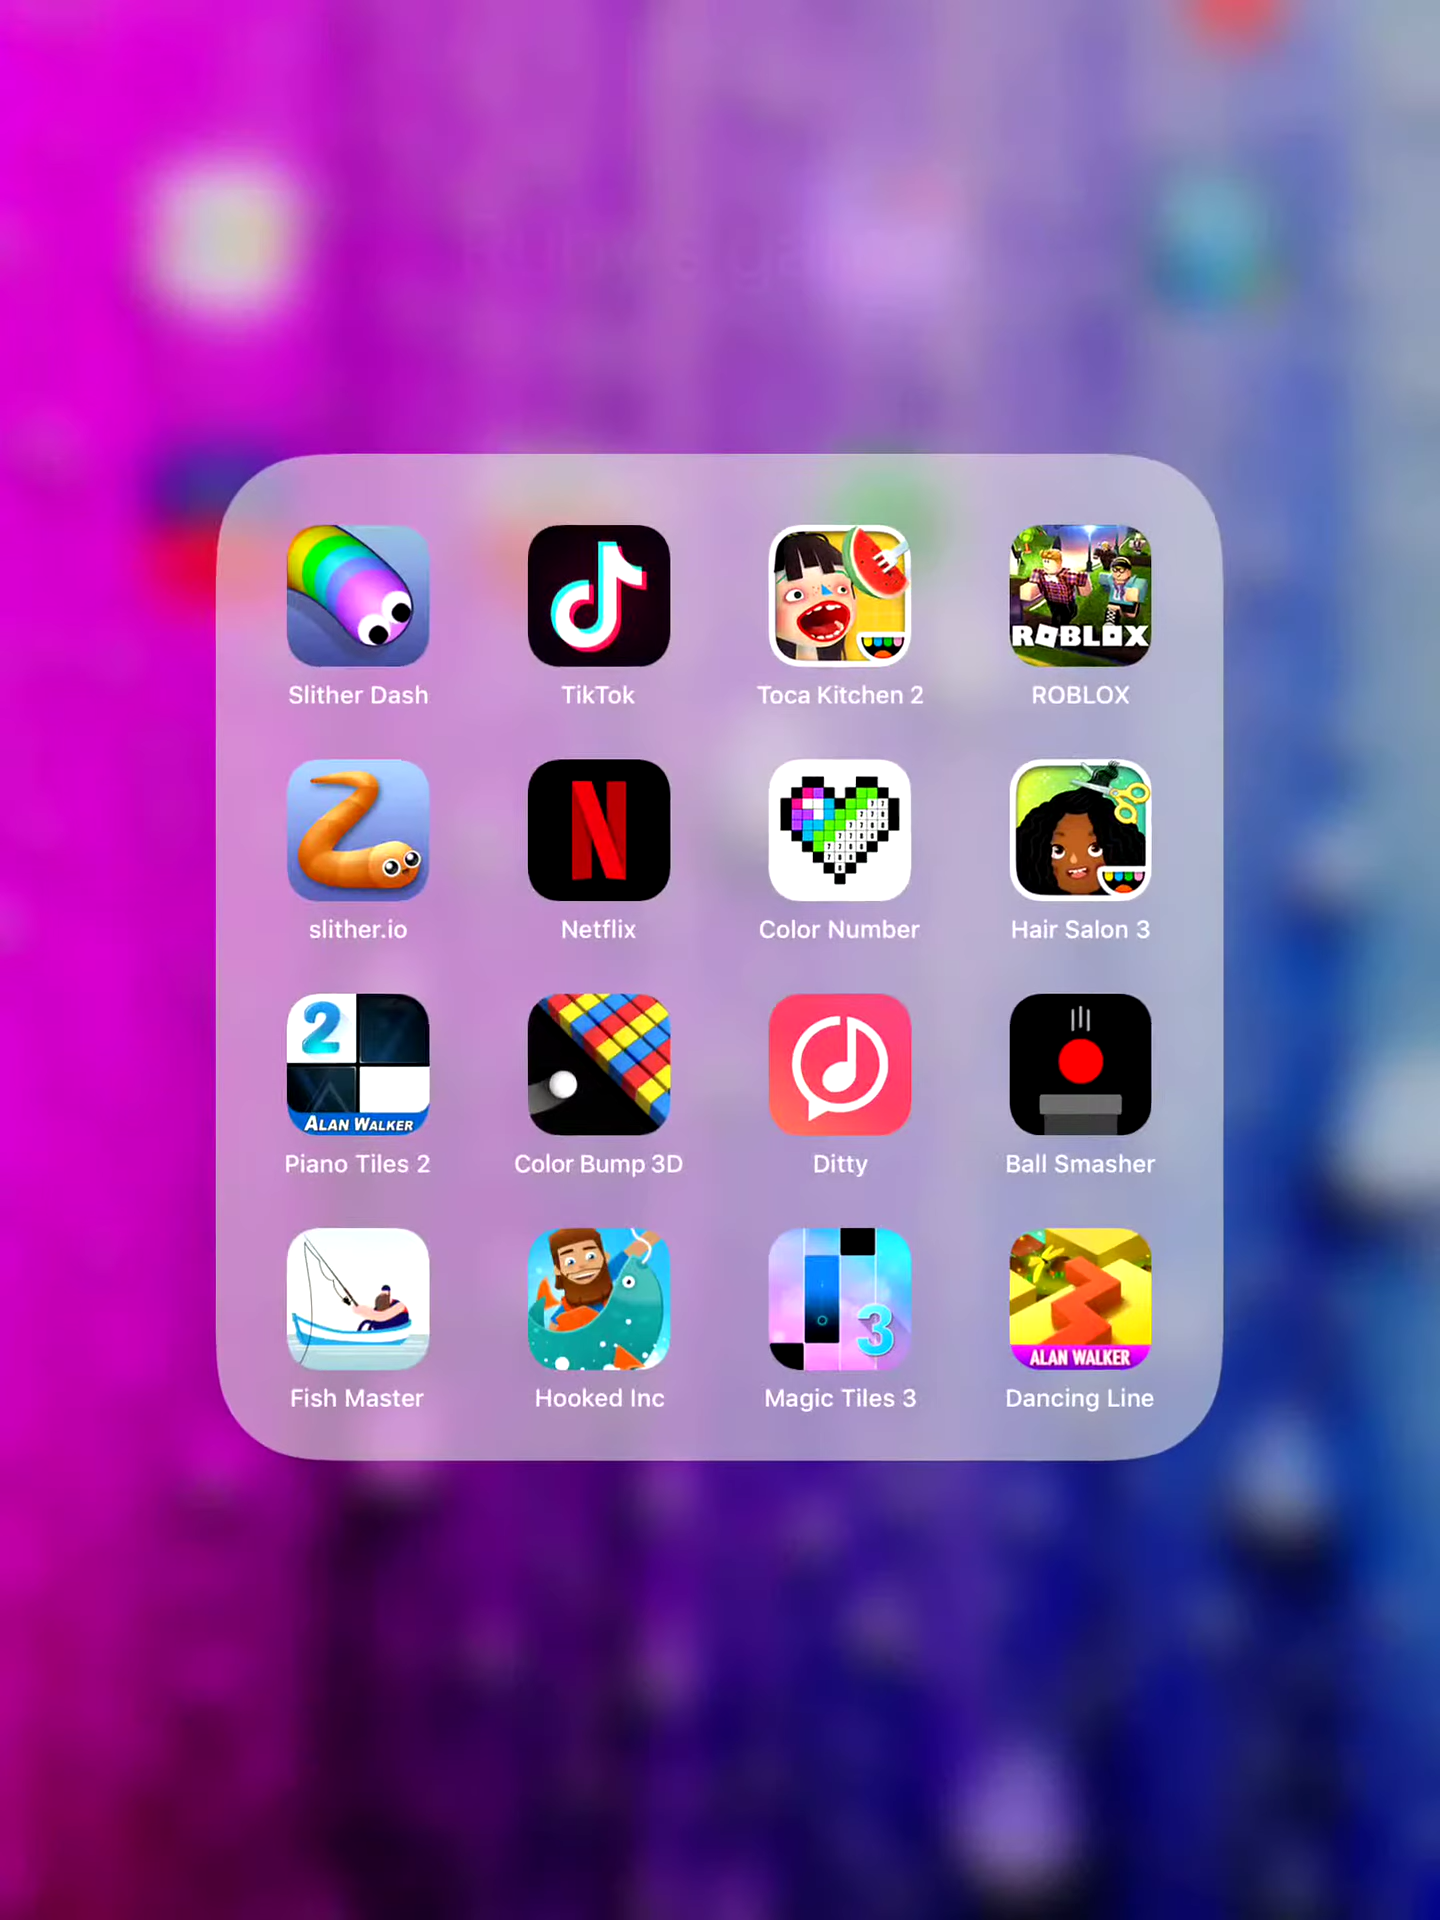 ROBLOX
Slither Dash
TikTok
Toca Kitchen 2
ROBLOX
N
slither.io
Netflix
Color Number
Hair Salon 3
2
ALAN WALKER
Piano Tiles 2
Color Bump 3D
Ditty
Ball Smasher
3
ALAN WALKER
Fish Master
Hooked Inc
Magic Tiles 3
Dancing Line